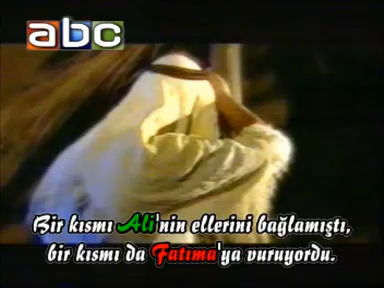 abc
Bir kısmı Ali'nin ellerini bağlamıştı,
bir kısmı da Fatıma'ya vuruyordu.